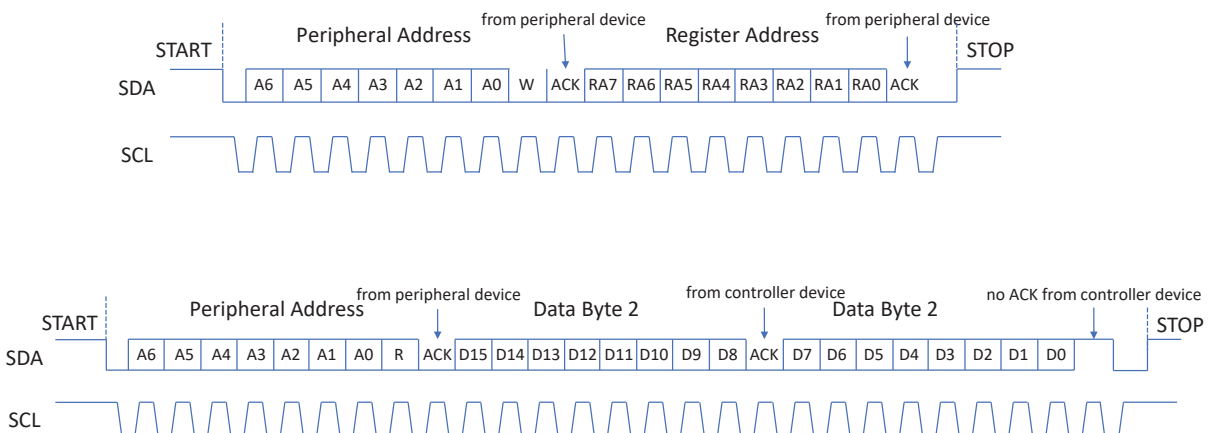 from peripheral device from peripheral device
Peripheral Address Register Address
START STOP
SDA A6 A5 A4 A3 A2 A1 A0 W ACK RA7 RA6 RA5 RA4 RA3 RA2 RA1 RA0 ACK
SCL
from peripheral device from controller device no ACK from controller device
Peripheral Address Data Byte 2 Data Byte 2
START STOP
SDA A6 A5 A4 A3 A2 A1 A0 R ACK D15 D14 D13 D12 D11 D10 D9 D8 ACK D7 D6 D5 D4 D3 D2 D1 D0
SCL